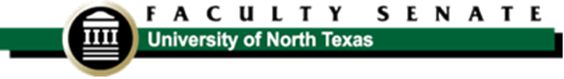 FACULTY SENATE
University of North Texas